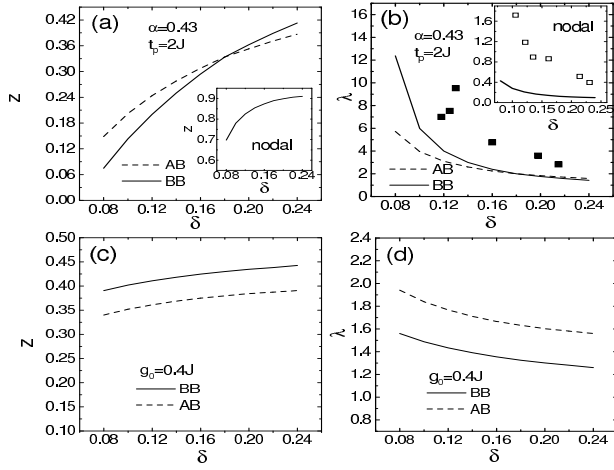 (a) α=0.43
t_p=2J
z
0.42
0.36
0.30
0.24
0.18
0.12
0.06
0.00
0.9
0.8
0.7
0.6
z
nodal
0.08 0.16 0.24
δ
AB
BB
0.08 0.12 0.16 0.20 0.24
δ
(b) α=0.43
t_p=2J
λ
16
14
12
10
8
6
4
2
0
1.6
1.2
0.8
0.4
0.0
nodal
0.10 0.15 0.20
δ
AB
BB
0.08 0.12 0.16 0.20 0.24
δ
(c)
z
0.50
0.45
0.40
0.35
0.30
0.25
0.20
0.15
0.10
g₀=0.4J
BB
AB
0.08 0.12 0.16 0.20 0.24
δ
(d)
λ
2.4
2.2
2.0
1.8
1.6
1.4
1.2
1.0
0.8
g₀=0.4J
BB
AB
0.08 0.12 0.16 0.20 0.24
δ